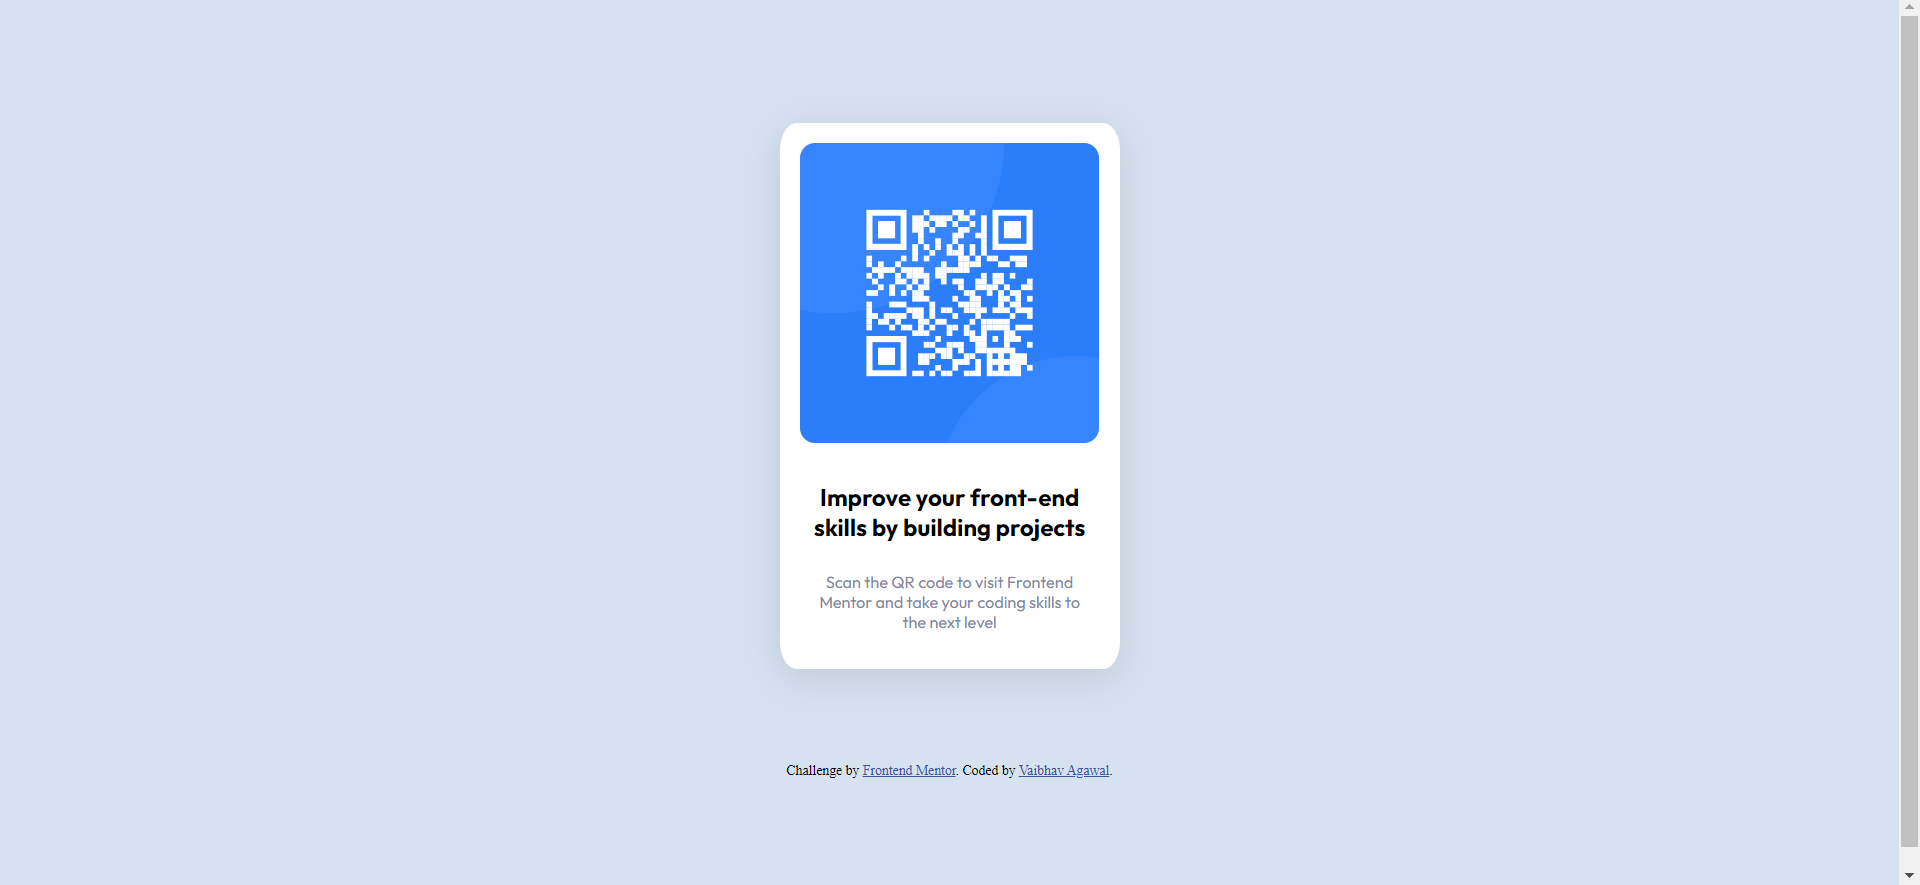 Improve your front-end
skills by building projects
Scan the QR code to visit Frontend
Mentor and take your coding skills to
the next level
Challenge by Frontend Mentor. Coded by Vaibhav Agawal.